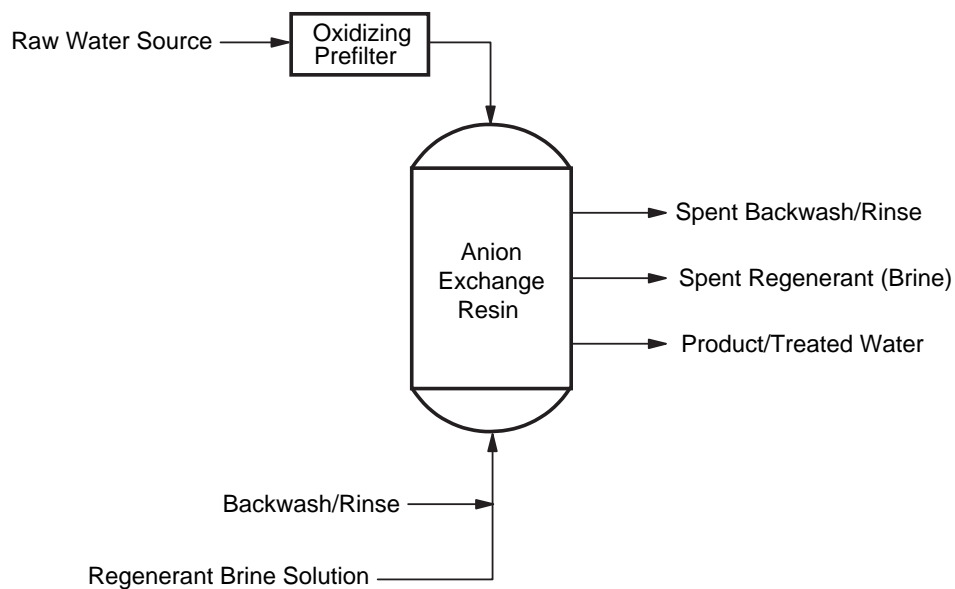 Raw Water Source
Oxidizing
Prefilter
Spent Backwash/Rinse
Anion
Exchange
Resin
Spent Regenerant (Brine)
Product/Treated Water
Backwash/Rinse
Regenerant Brine Solution